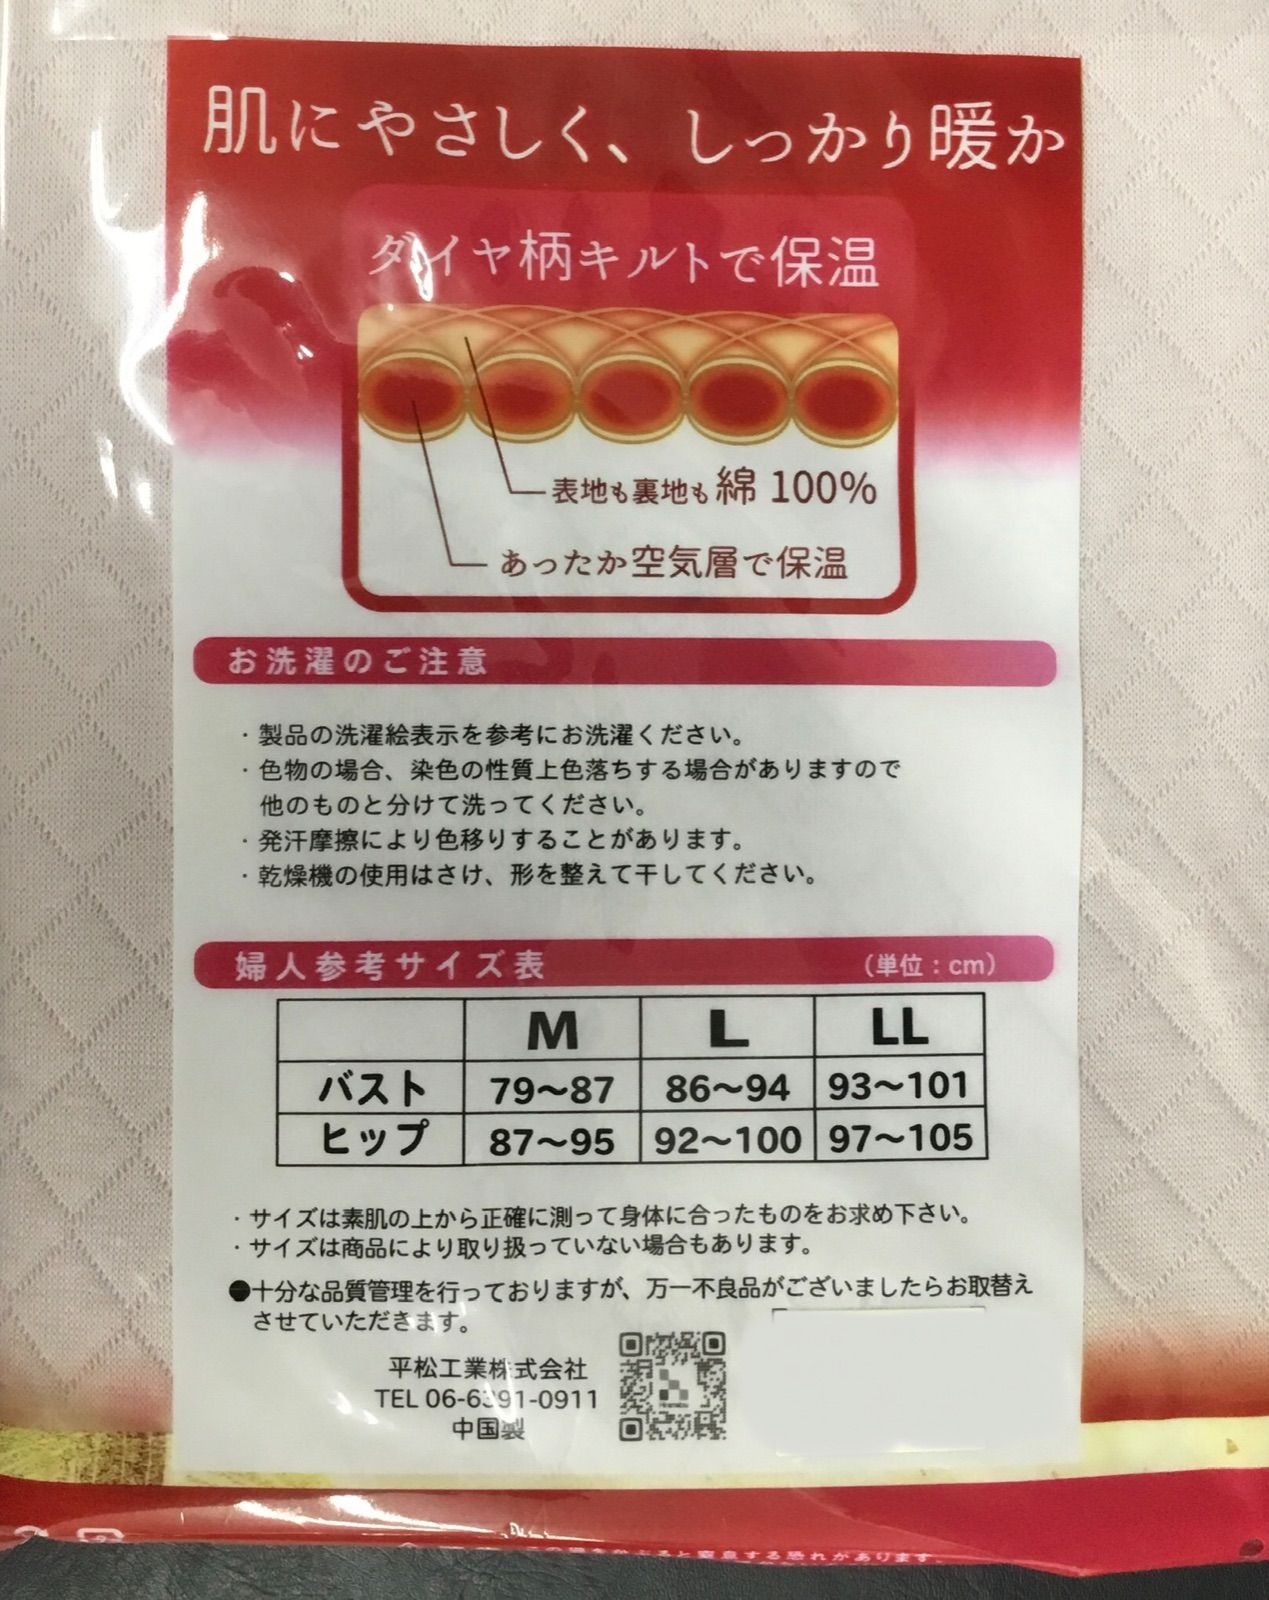 肌にやさしく、しっかり暖か
ダイヤ柄キルトで保温
表地も裏地も綿 100%
あったか空気層で保温
お洗濯のご注意
・製品の洗濯絵表示を参考にお洗濯ください。
・色物の場合、染色の性質上色落ちする場合がありますので
他のものと分けて洗ってください。
・発汗摩擦により色移りすることがあります。
・乾燥機の使用はさけ、形を整えて干してください。
婦人参考サイズ表 （単位：cm）
M L LL
バスト 79〜87 86〜94 93〜101
ヒップ 87〜95 92〜100 97〜105
・サイズは素肌の上から正確に測って身体に合ったものをお求め下さい。
・サイズは商品により取り扱っていない場合もあります。
●十分な品質管理を行っておりますが、万一不良品がございましたらお取替え
させていただきます。
平松工業株式会社
TEL 06-6391-0911
中国製
ぶると窒息する恐れがあります。